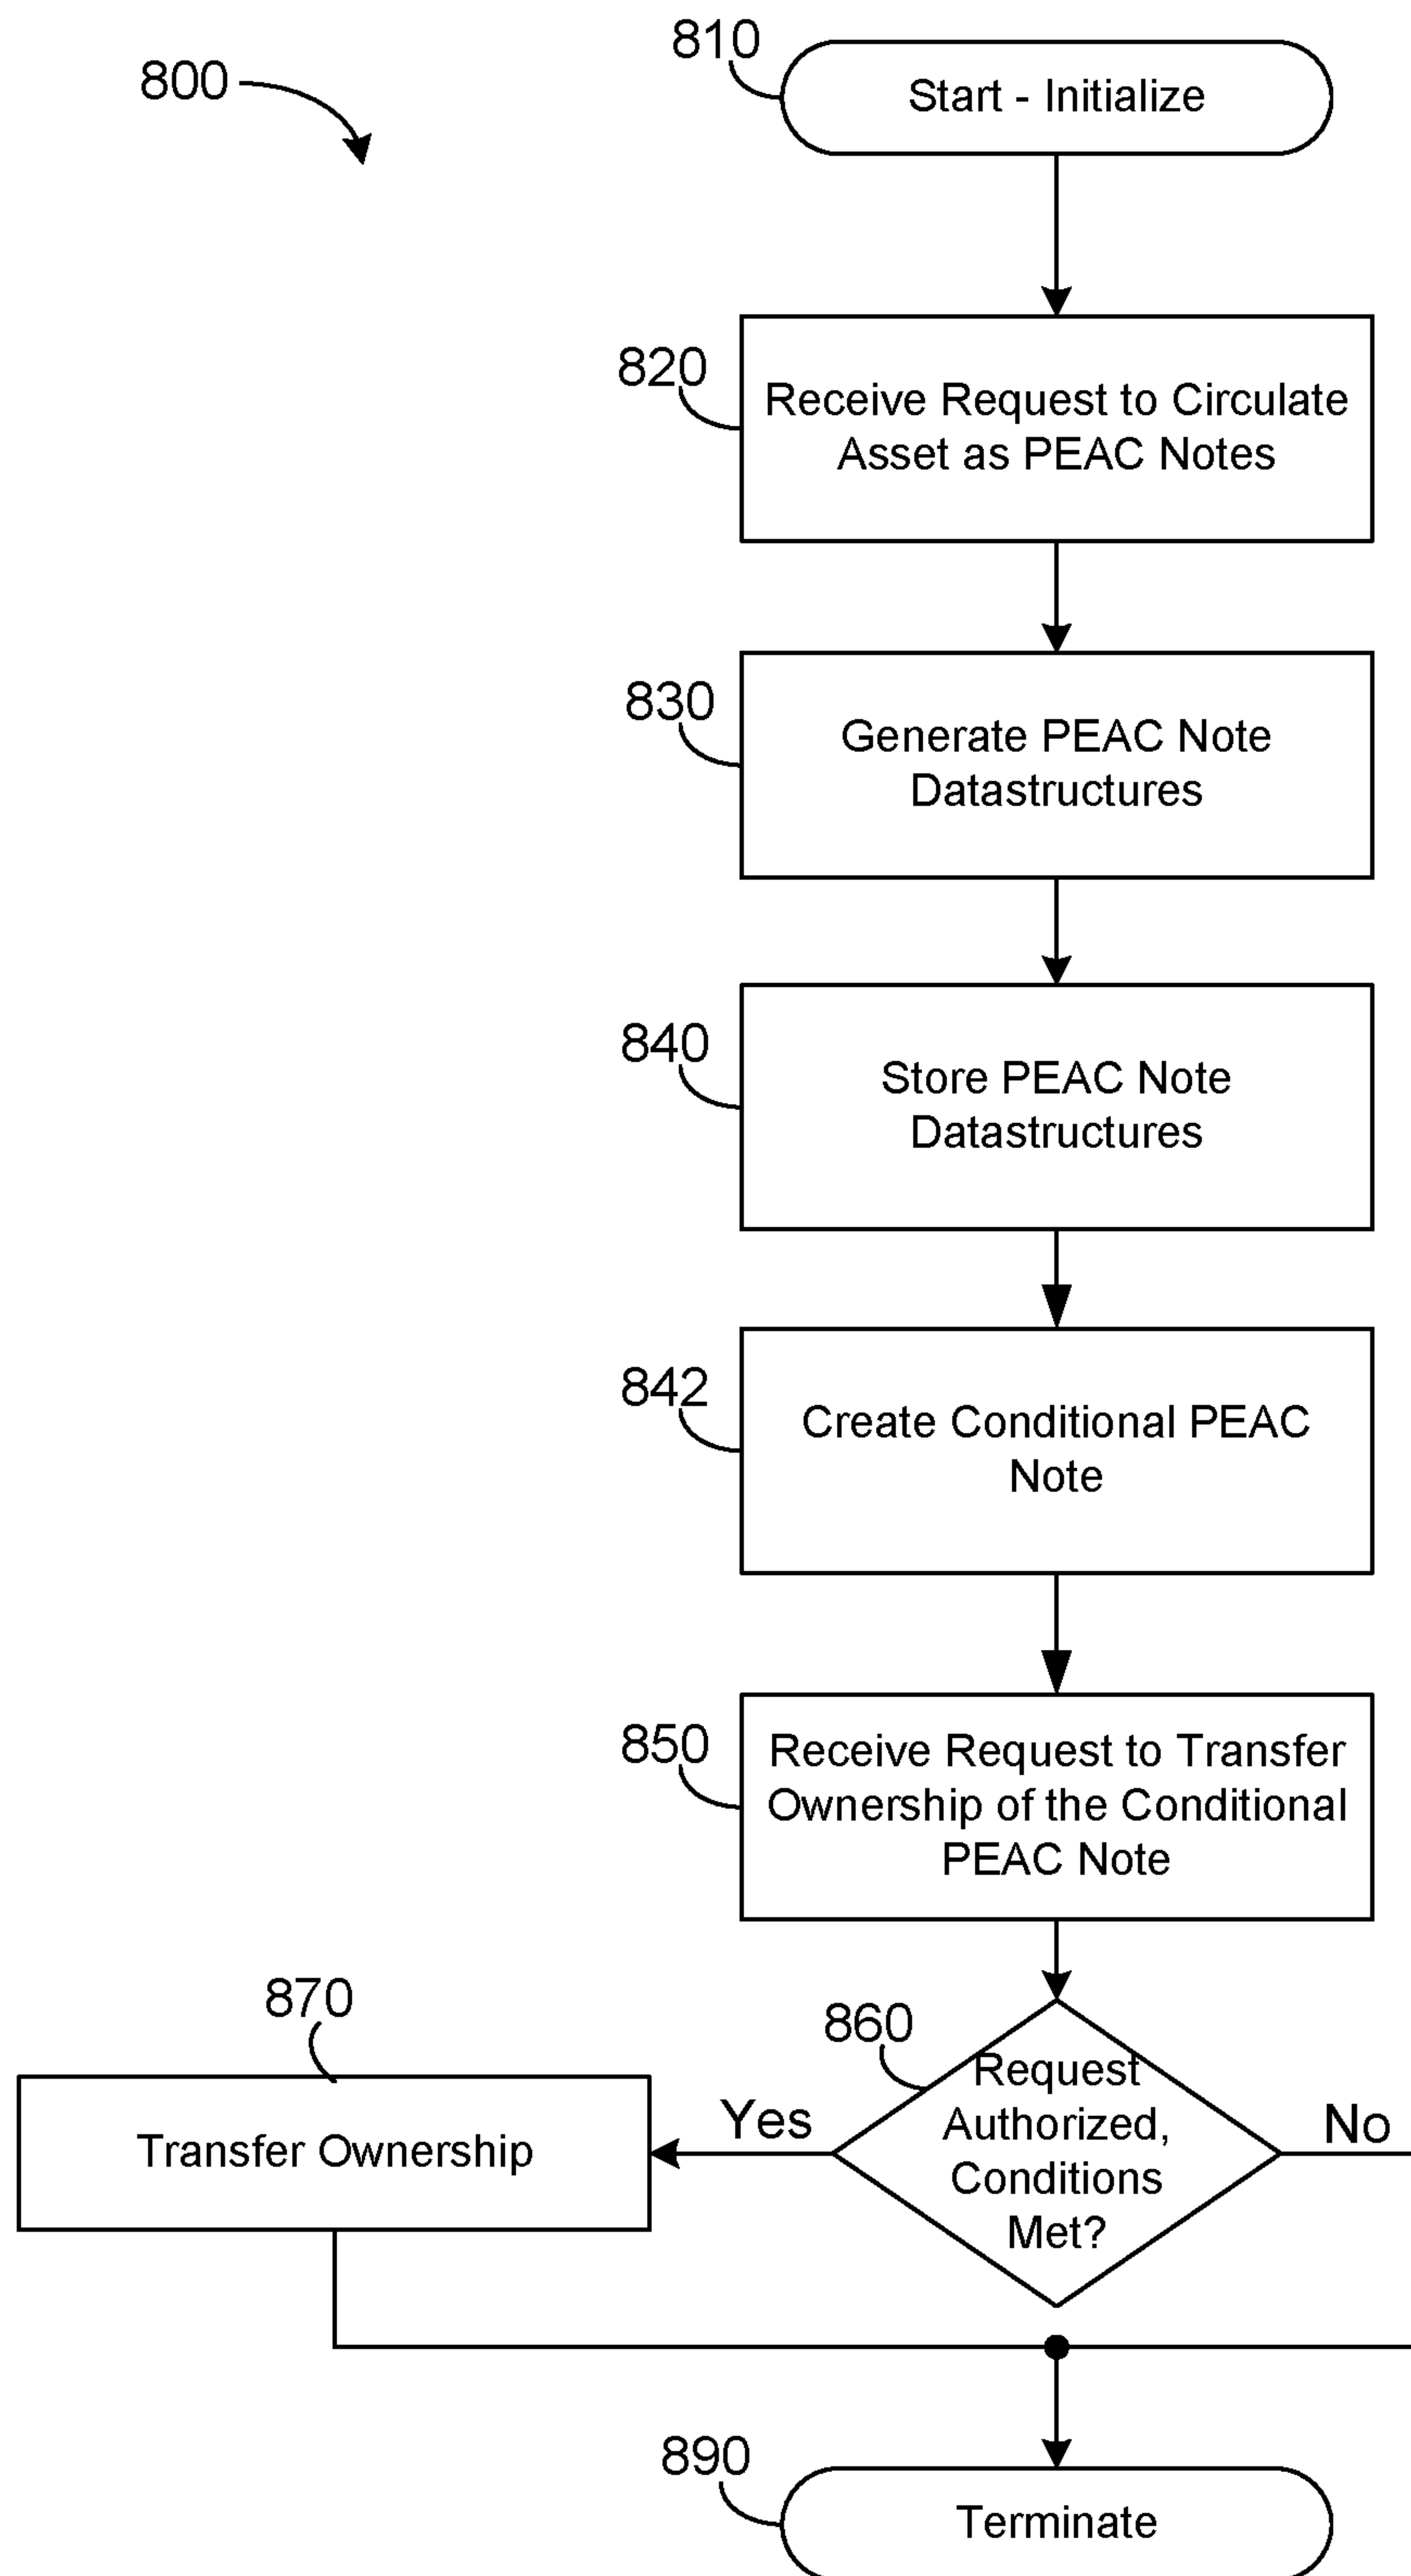 800
810
Start - Initialize
820
Receive Request to Circulate
Asset as PEAC Notes
830
Generate PEAC Note
Datastructures
840
Store PEAC Note
Datastructures
842
Create Conditional PEAC
Note
850
Receive Request to Transfer
Ownership of the Conditional
PEAC Note
860
Request
Authorized,
Conditions
Met?
Yes
No
870
Transfer Ownership
890
Terminate